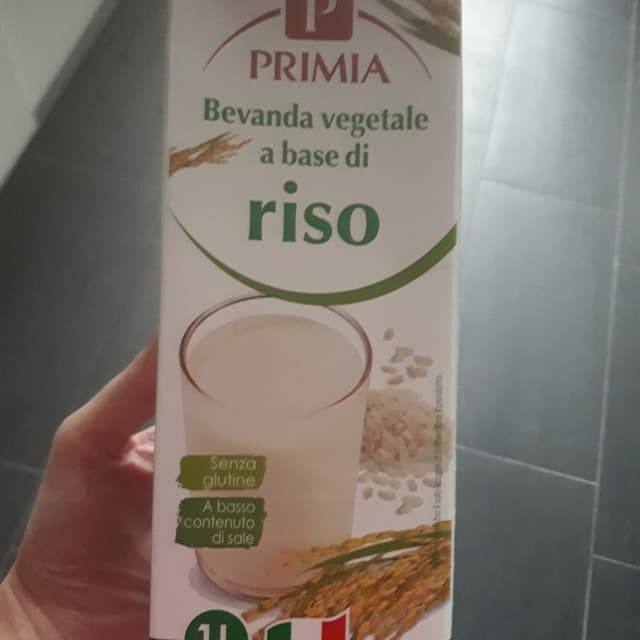 P
PRIMIA
Bevanda vegetale
a base di
riso
Senza
glutine
A basso
contenuto
di sale
1L